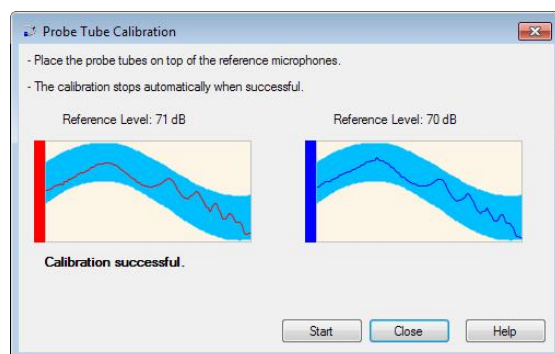 Probe Tube Calibration
- Place the probe tubes on top of the reference microphones.
- The calibration stops automatically when successful.
Reference Level: 71 dB
Reference Level: 70 dB
Calibration successful.
Start
Close
Help